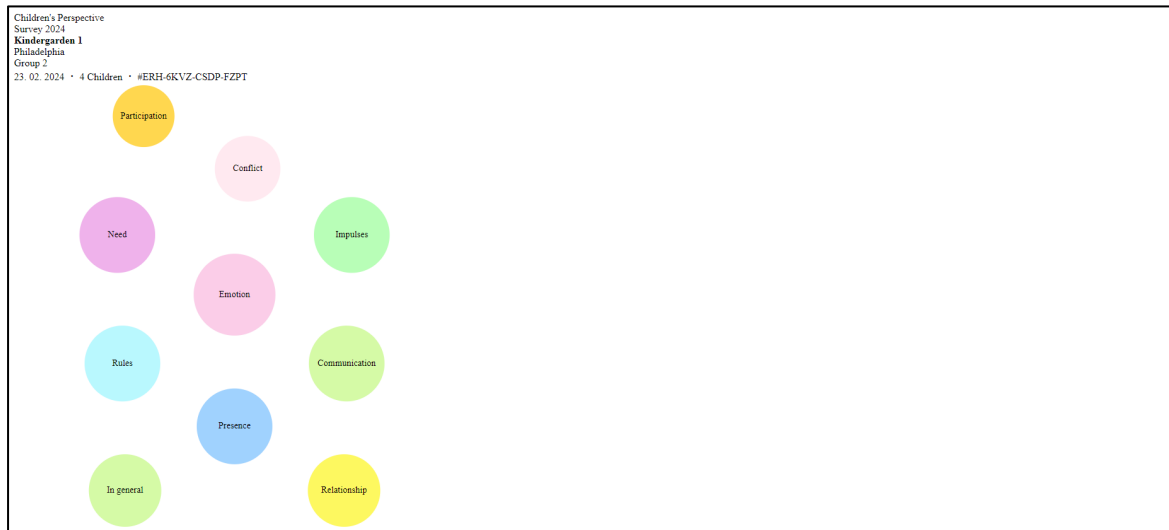 Children's Perspective
Survey 2024
Kindergarden 1
Philadelphia
Group 2
23. 02. 2024 · 4 Children · #ERH-6KVZ-CSDP-FZPT
Participation
Conflict
Need
Impulses
Emotion
Rules
Communication
Presence
In general
Relationship